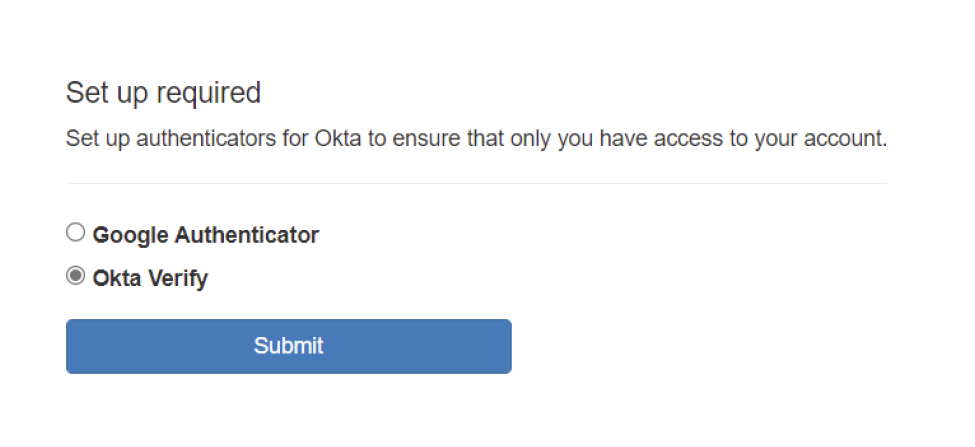 Set up required
Set up authenticators for Okta to ensure that only you have access to your account.
Google Authenticator
Okta Verify
Submit